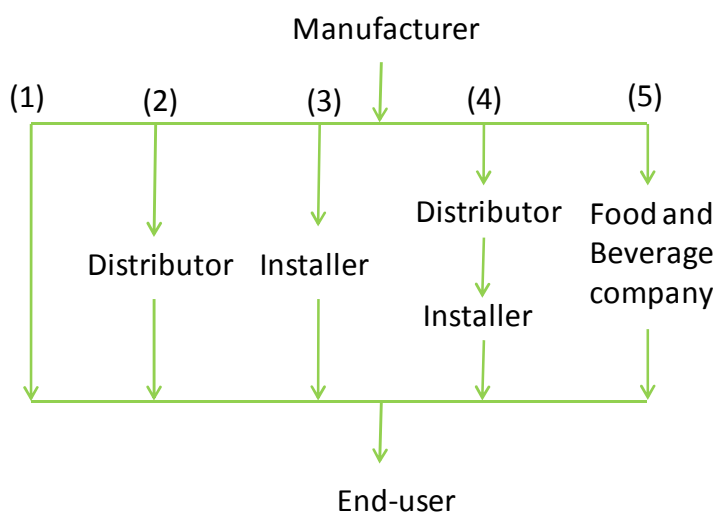 Manufacturer
(1)
(2)
(3)
(4)
(5)
Distributor
Installer
Distributor
Installer
Food and
Beverage
company
End-user